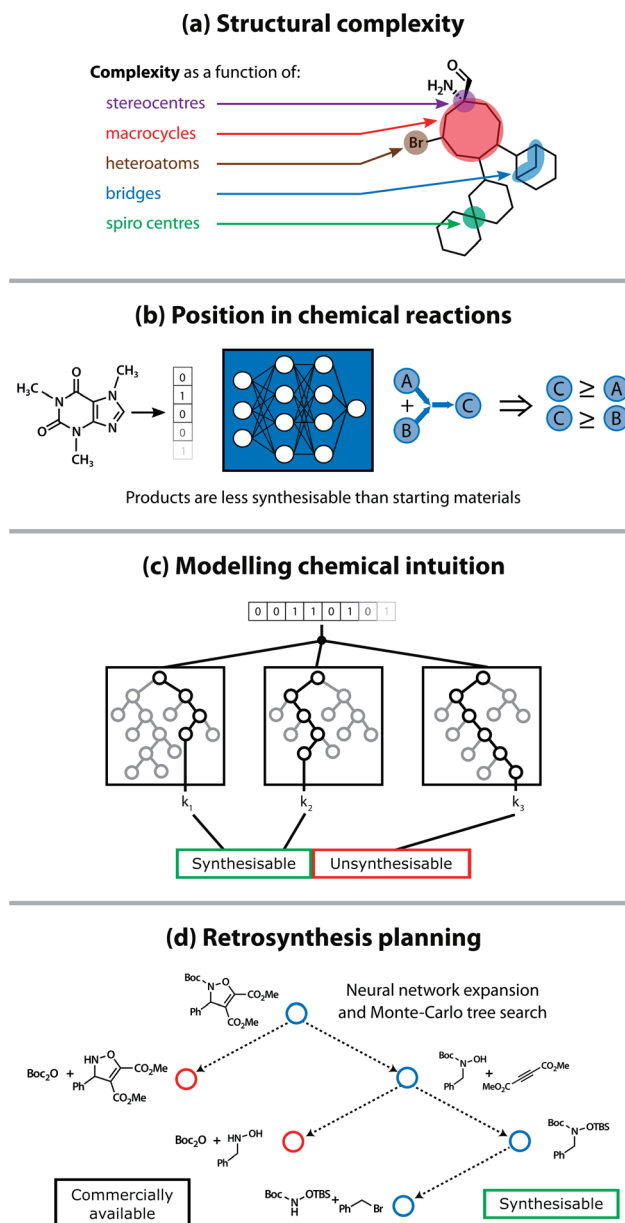 (a) Structural complexity
Complexity as a function of:
stereocentres
macrocycles
heteroatoms
bridges
spiro centres
O
H2N
Br
(b) Position in chemical reactions
O
CH3
H3C
N
N
O
N
N
CH3
0
1
0
0
1
A
+
B
C
⇒
C ≥ A
C ≥ B
Products are less synthesisable than starting materials
(c) Modelling chemical intuition
0 0 1 1 0 1 0 1
k1
k2
k3
Synthesisable
Unsynthesisable
(d) Retrosynthesis planning
Neural network expansion
and Monte-Carlo tree search
Boc
N
O
CO2Me
Ph
CO2Me
Boc2O +
HN
O
CO2Me
Ph
CO2Me
Boc
N
OH
Ph
+
CO2Me
MeO2C
Boc2O +
HN
OH
Ph
Boc
N
OTBS
Ph
Boc
N
H
OTBS
+
Ph
Br
Commercially
available
Synthesisable